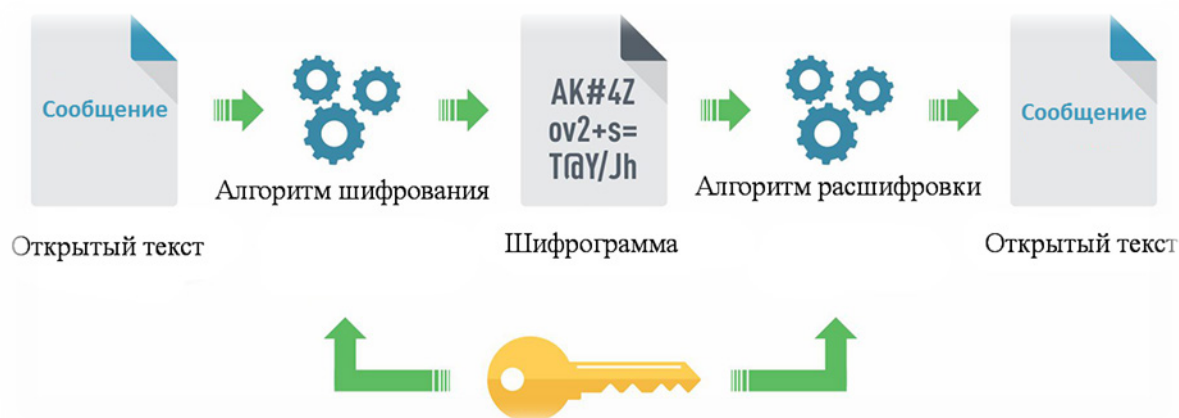 Сообщение
AK#4Z
ov2+s=
T@Y/Jh
Сообщение
Алгоритм шифрования
Алгоритм расшифровки
Открытый текст
Шифрограмма
Открытый текст